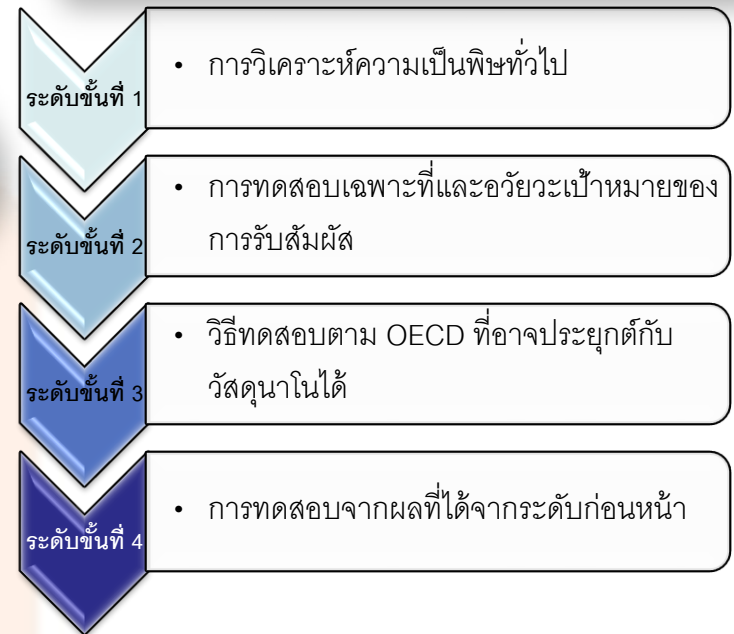 ระดับขั้นที่ 1
• การวิเคราะห์ความเป็นพิษทั่วไป
ระดับขั้นที่ 2
• การทดสอบเฉพาะที่และอวัยวะเป้าหมายของ
การรับสัมผัส
ระดับขั้นที่ 3
• วิธีทดสอบตาม OECD ที่อาจประยุกต์กับ
วัสดุนาโนได้
ระดับขั้นที่ 4
• การทดสอบจากผลที่ได้จากระดับก่อนหน้า